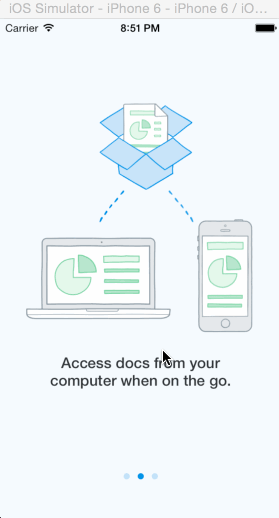 iOS Simulator - iPhone 6 - iPhone 6 / iO...
Carrier 8:51 PM
Access docs from your
computer when on the go.